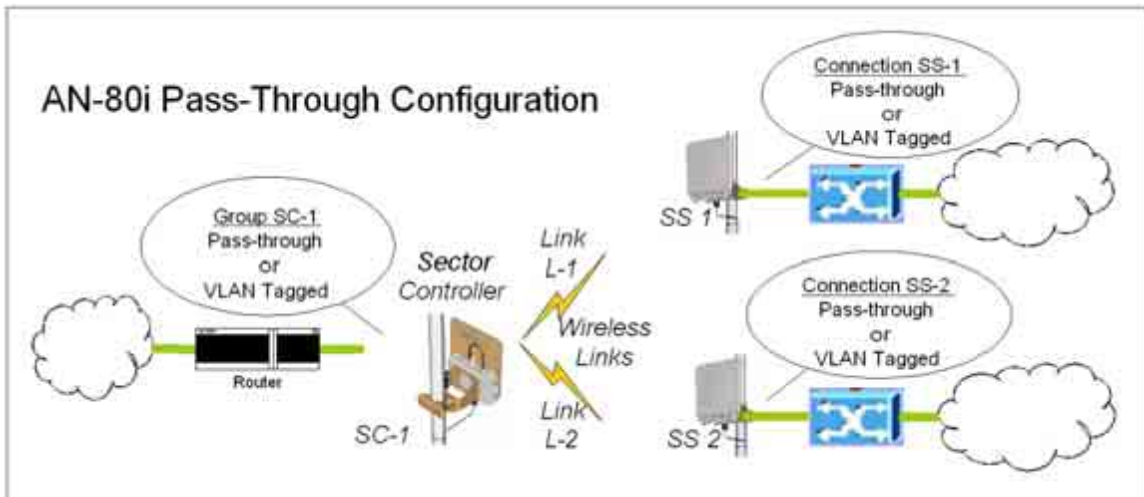 AN-80i Pass-Through Configuration
Group SC-1
Pass-through
or
VLAN Tagged
Router
Sector
Controller
SC-1
Link
L-1
Wireless
Links
Link
L-2
Connection SS-1
Pass-through
or
VLAN Tagged
SS 1
Connection SS-2
Pass-through
or
VLAN Tagged
SS 2